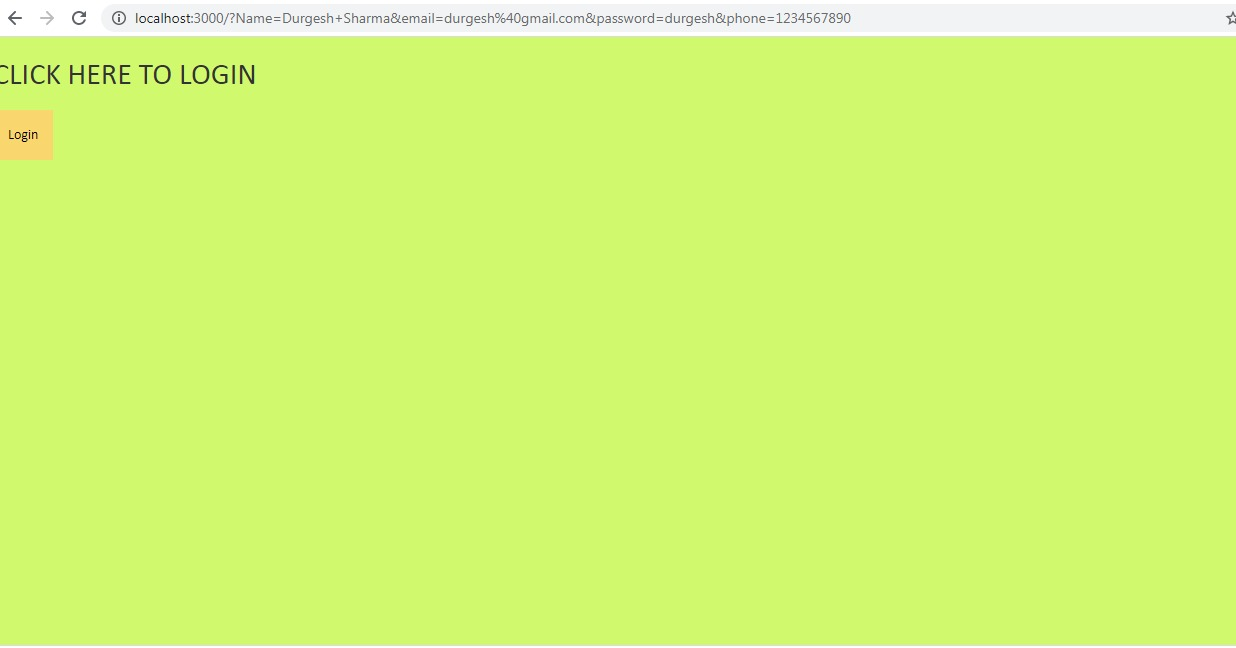 localhost:3000/?Name=Durgesh+Sharma&email=durgesh%40gmail.com&password=durgesh&phone=1234567890
CLICK HERE TO LOGIN
Login